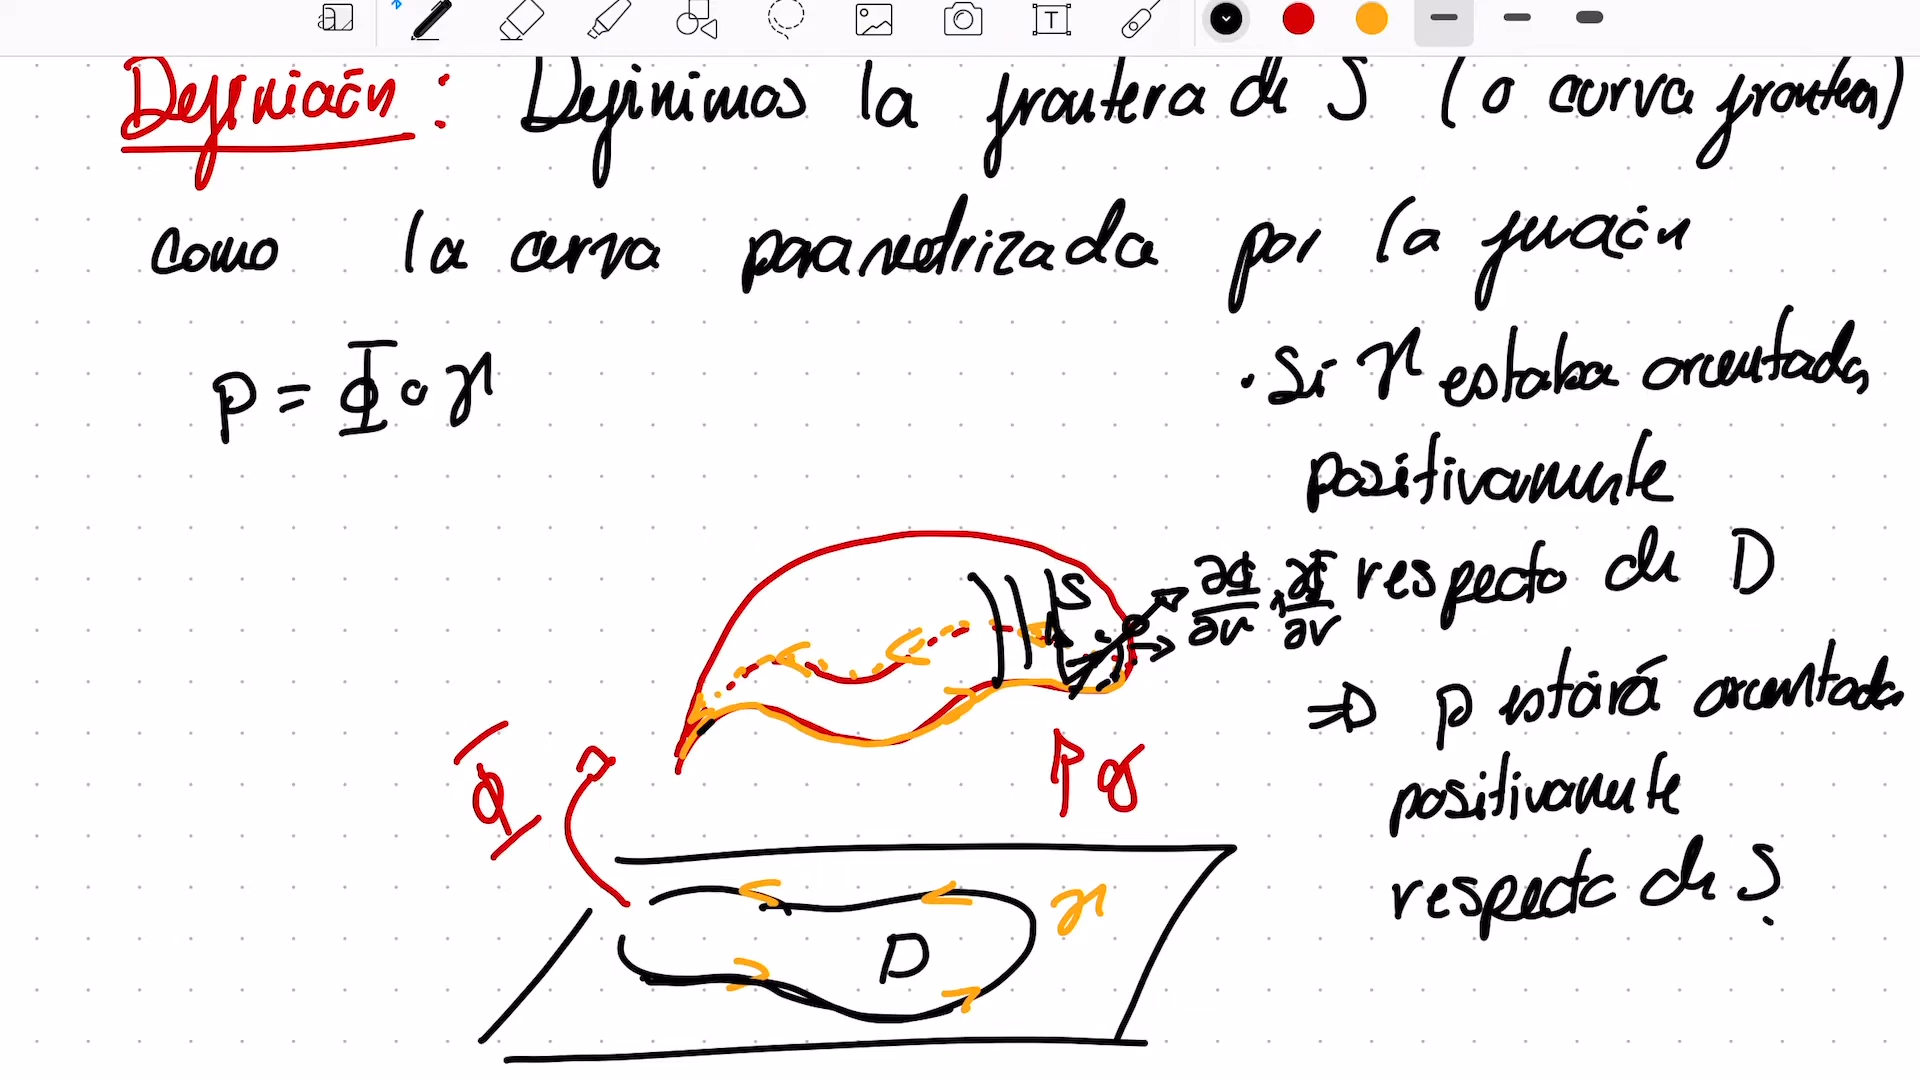 Definición: Definimos la frontera de S (o curva frontera)
como la curva parametrizada por la función
p = Φ ∘ γ
· Si γ estaba orientada
positivamente
respecto de D
⇒ p estará orientada
positivamente
respecto de S.
S
∂Φ/∂u ∧ ∂Φ/∂v
Φ
p
γ
D
T